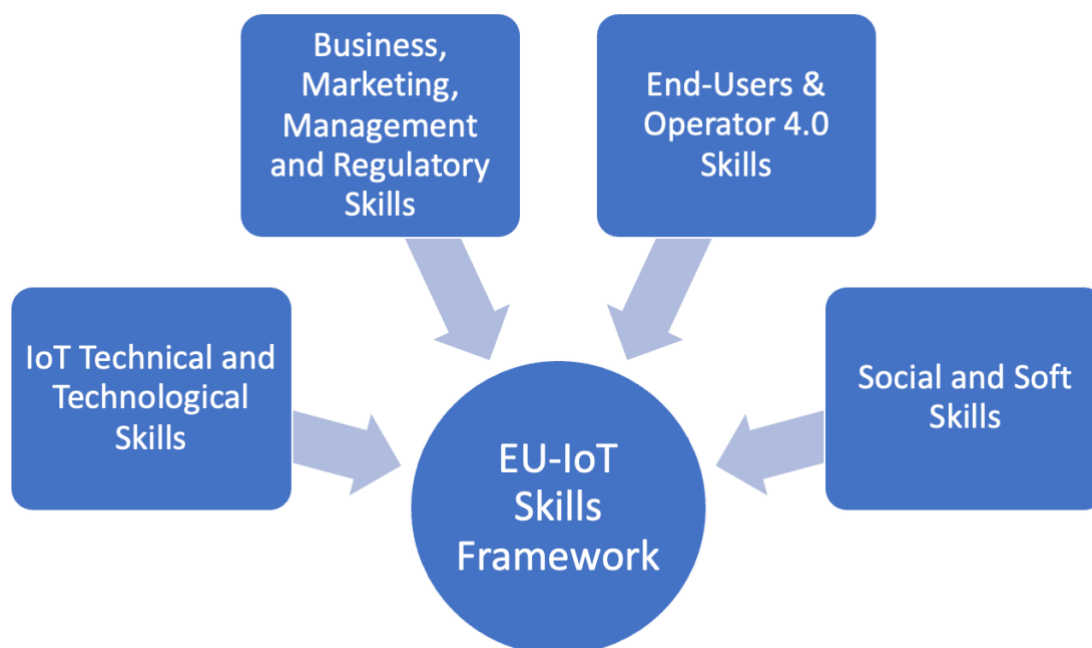 Business,
Marketing,
Management
and Regulatory
Skills
End-Users &
Operator 4.0
Skills
IoT Technical and
Technological
Skills
Social and Soft
Skills
EU-IoT
Skills
Framework